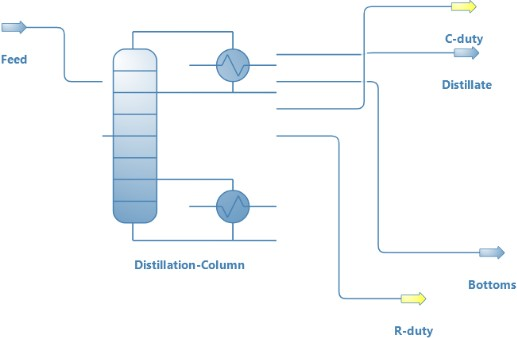 C-duty
Feed
Distillate
Distillation-Column
Bottoms
R-duty